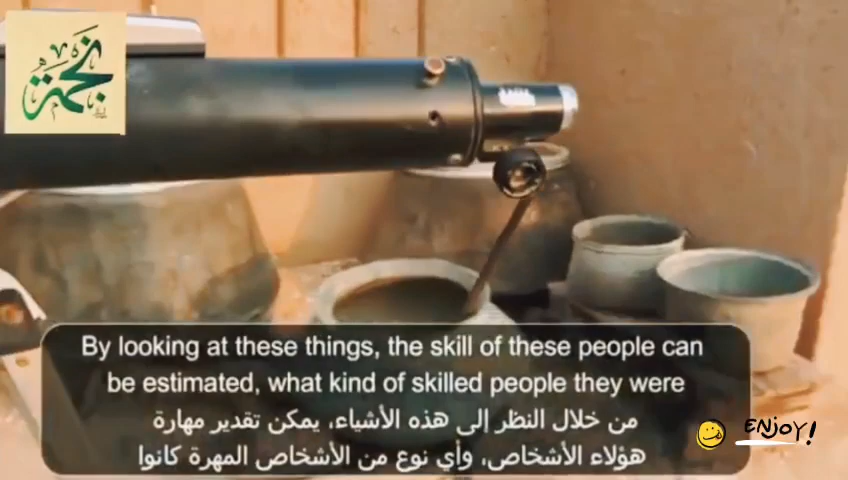 نجمة
By looking at these things, the skill of these people can
be estimated, what kind of skilled people they were
من خلال النظر إلى هذه الأشياء، يمكن تقدير مهارة
هؤلاء الأشخاص، وأي نوع من الأشخاص المهرة كانوا
ENJOY!